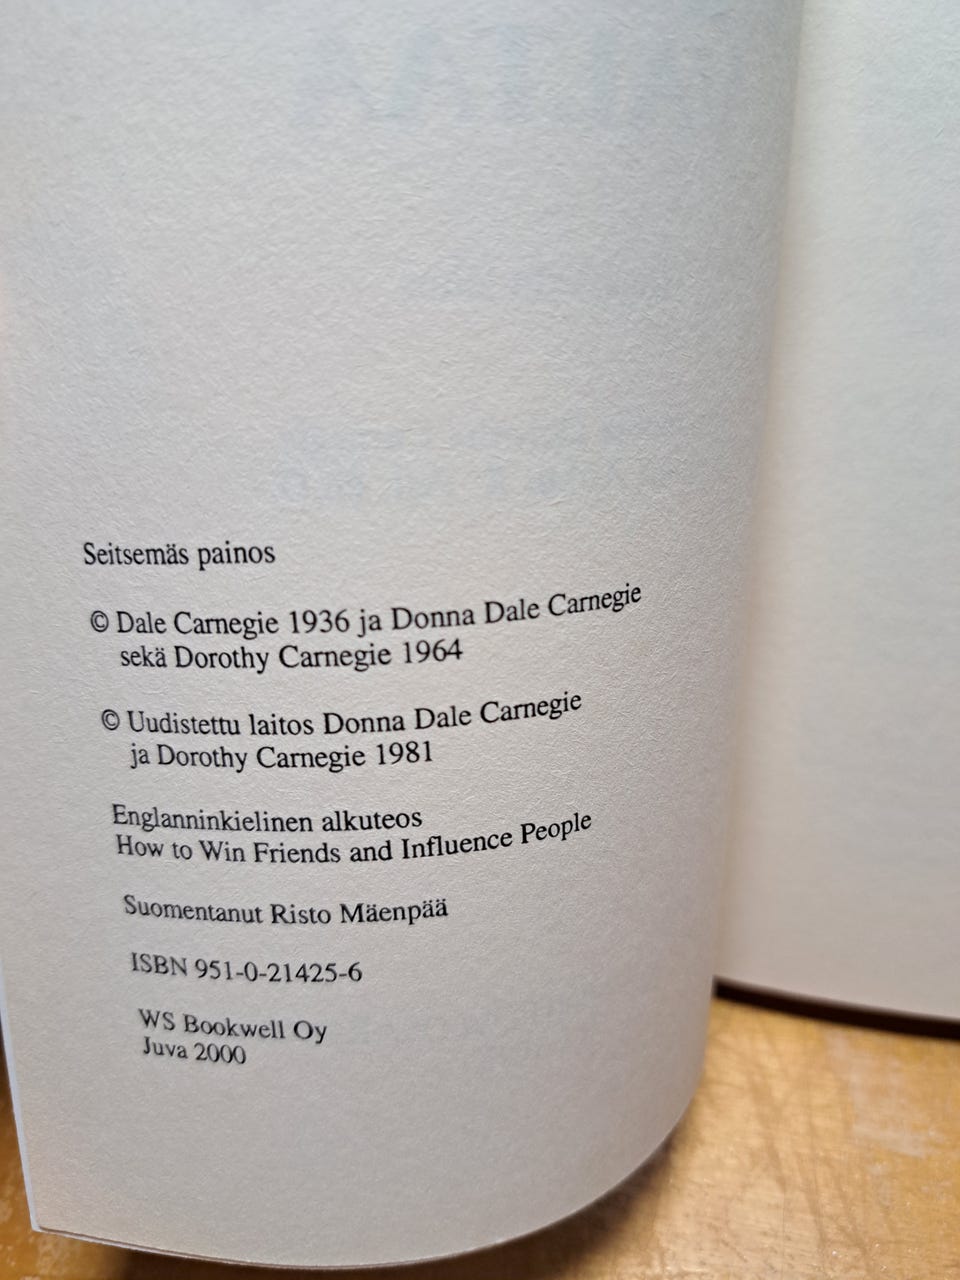 Seitsemäs painos
© Dale Carnegie 1936 ja Donna Dale Carnegie
sekä Dorothy Carnegie 1964
© Uudistettu laitos Donna Dale Carnegie
ja Dorothy Carnegie 1981
Englanninkielinen alkuteos
How to Win Friends and Influence People
Suomentanut Risto Mäenpää
ISBN 951-0-21425-6
WS Bookwell Oy
Juva 2000